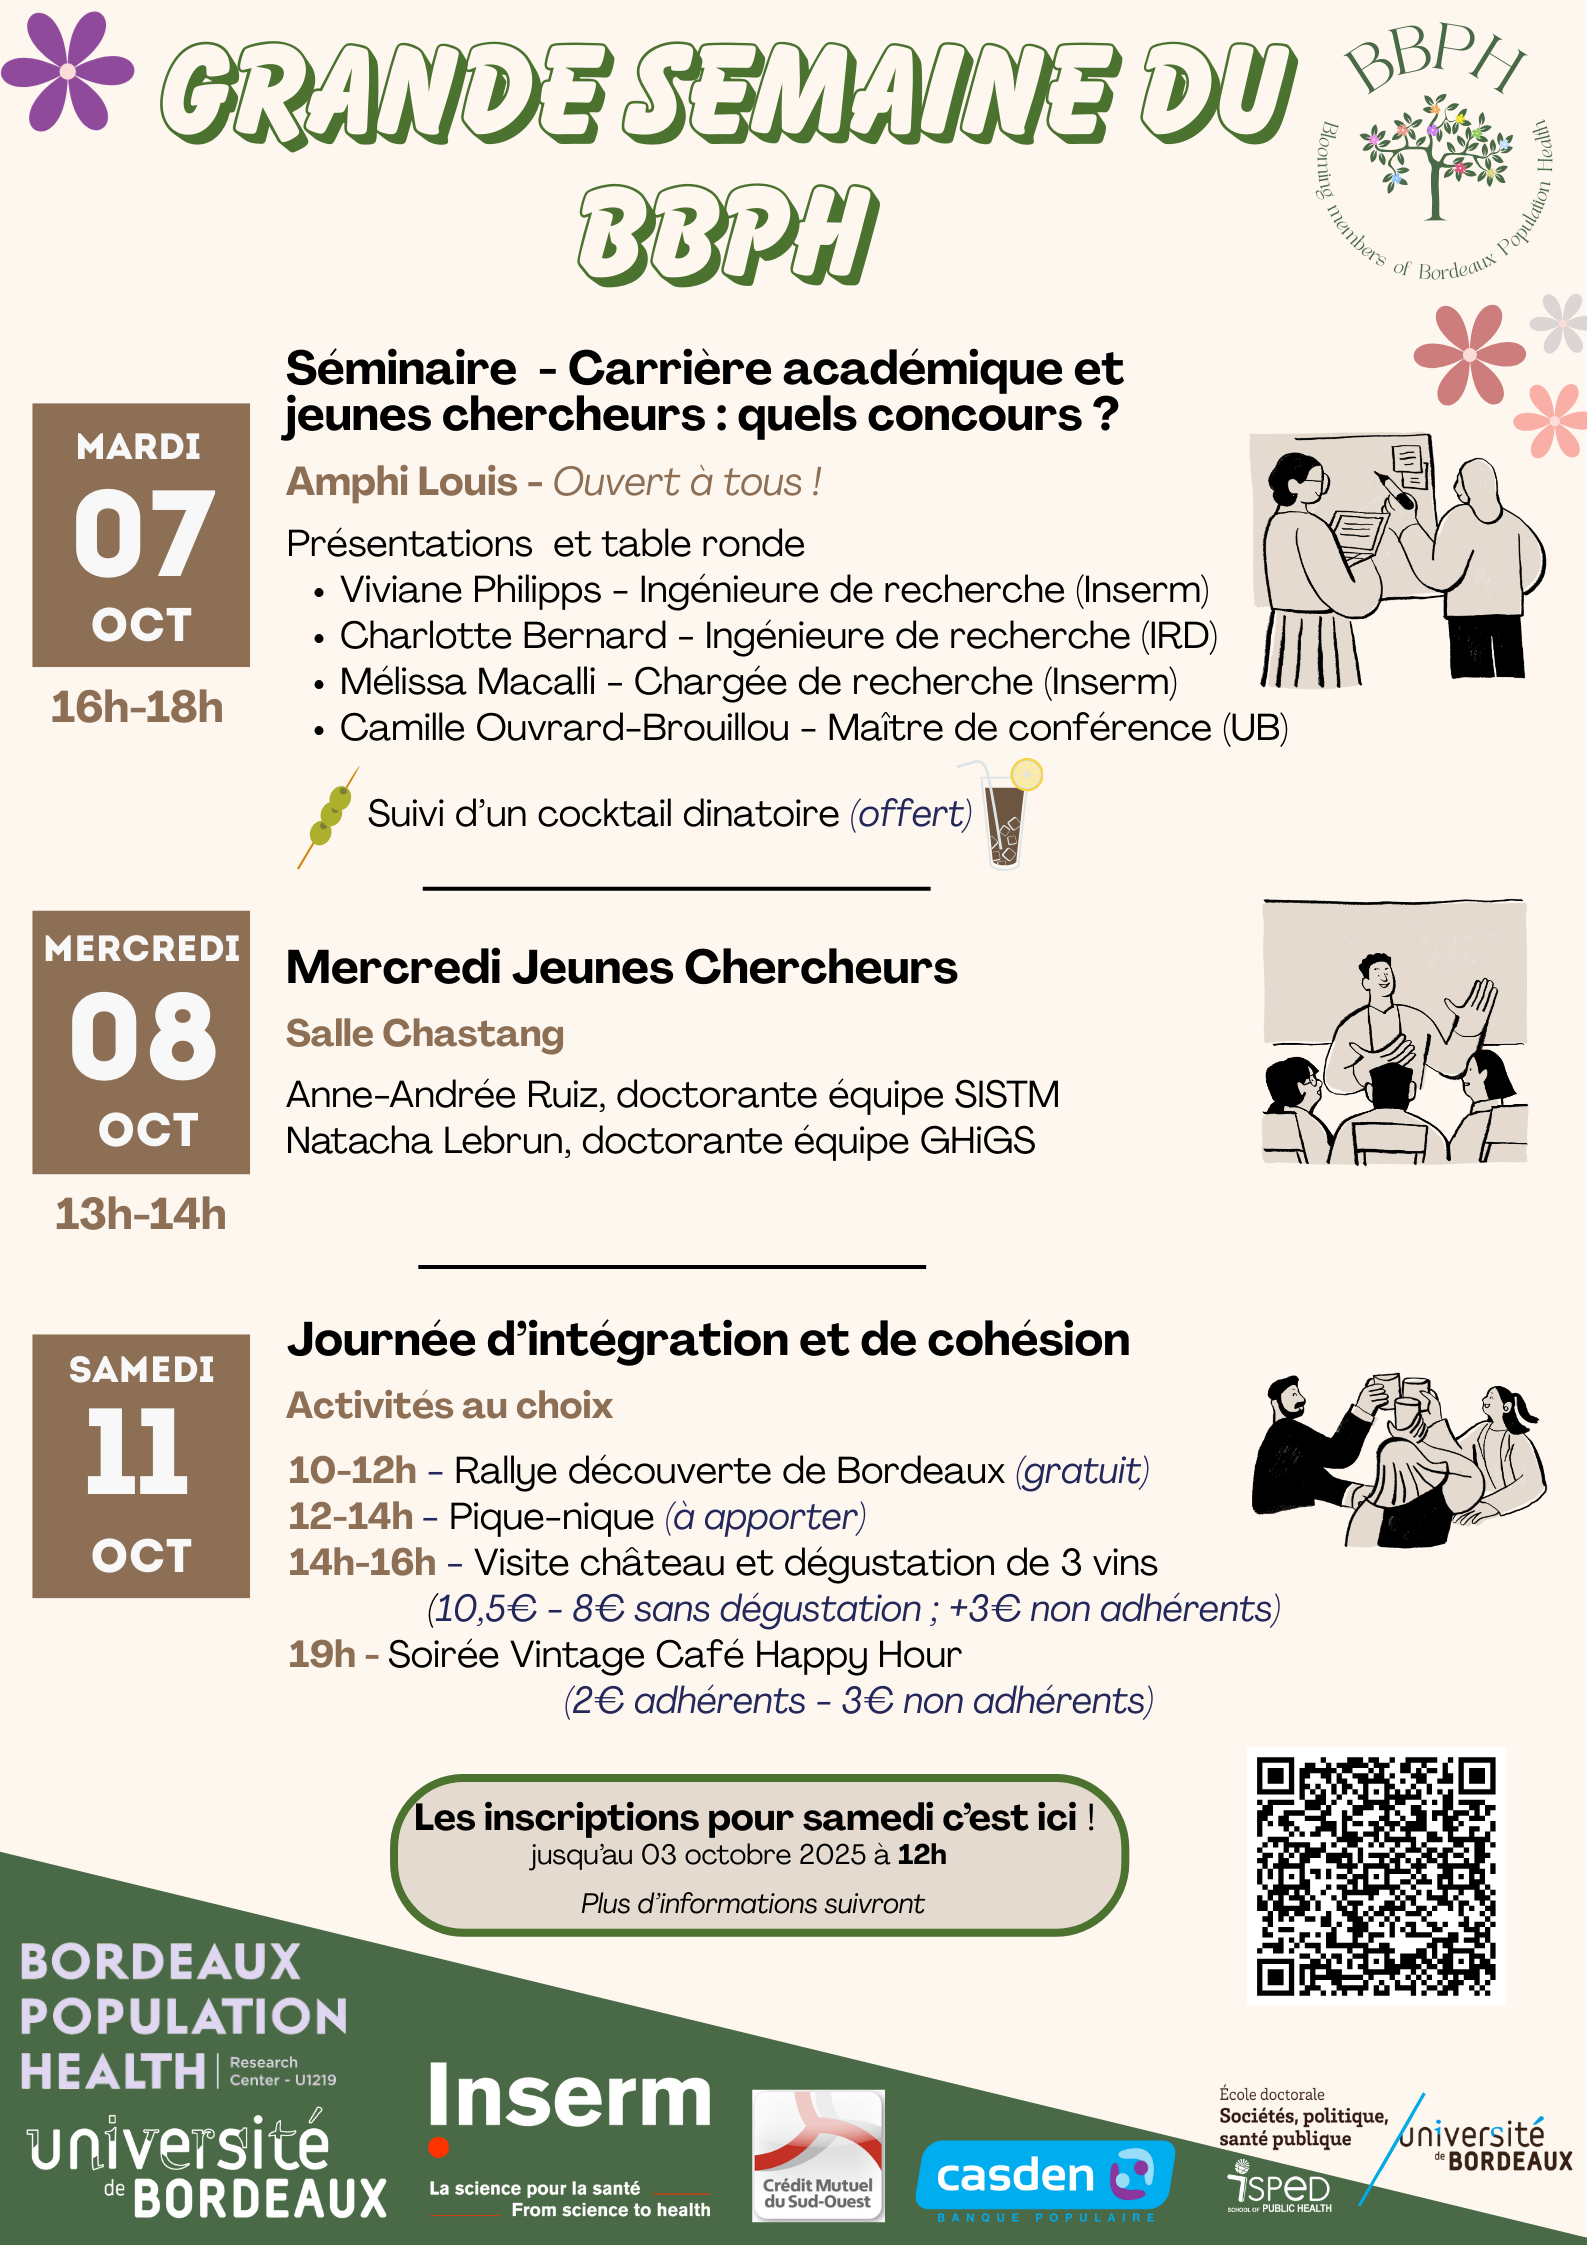 GRANDE SEMAINE DU
BBPH
BBPH
Blooming members of Bordeaux Population Health
MARDI
07
OCT
16h-18h
Séminaire - Carrière académique et
jeunes chercheurs : quels concours ?
Amphi Louis - Ouvert à tous !
Présentations et table ronde
• Viviane Philipps - Ingénieure de recherche (Inserm)
• Charlotte Bernard - Ingénieure de recherche (IRD)
• Mélissa Macalli - Chargée de recherche (Inserm)
• Camille Ouvrard-Brouillou - Maître de conférence (UB)
Suivi d'un cocktail dinatoire (offert)
MERCREDI
08
OCT
13h-14h
Mercredi Jeunes Chercheurs
Salle Chastang
Anne-Andrée Ruiz, doctorante équipe SISTM
Natacha Lebrun, doctorante équipe GHiGS
SAMEDI
11
OCT
Journée d'intégration et de cohésion
Activités au choix
10-12h - Rallye découverte de Bordeaux (gratuit)
12-14h - Pique-nique (à apporter)
14h-16h - Visite château et dégustation de 3 vins
(10,5€ - 8€ sans dégustation ; +3€ non adhérents)
19h - Soirée Vintage Café Happy Hour
(2€ adhérents - 3€ non adhérents)
Les inscriptions pour samedi c'est ici !
jusqu'au 03 octobre 2025 à 12h
Plus d'informations suivront
BORDEAUX
POPULATION
HEALTH
Research
Center - U1219
université
de BORDEAUX
Inserm
La science pour la santé
From science to health
Crédit Mutuel
du Sud-Ouest
casden
BANQUE POPULAIRE
École doctorale
Sociétés, politique,
santé publique
ISPED
SCHOOL OF PUBLIC HEALTH
université
de BORDEAUX